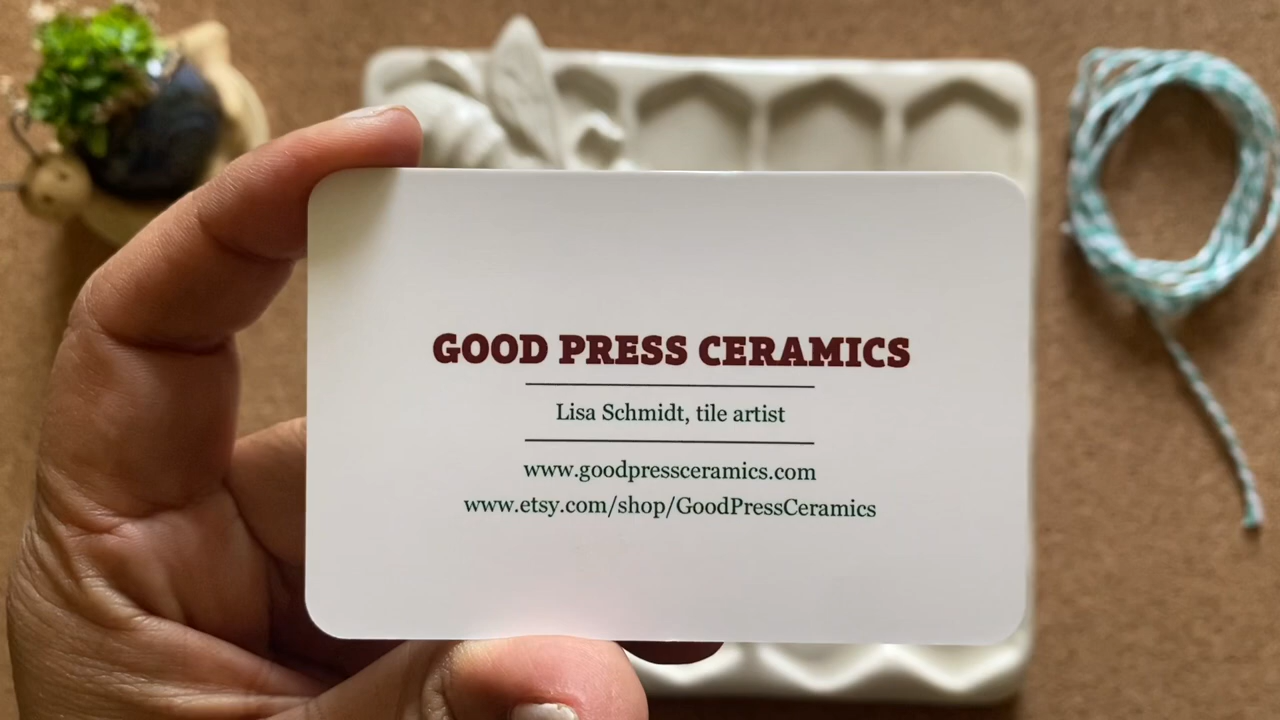 GOOD PRESS CERAMICS
Lisa Schmidt, tile artist
www.goodpressceramics.com
www.etsy.com/shop/GoodPressCeramics